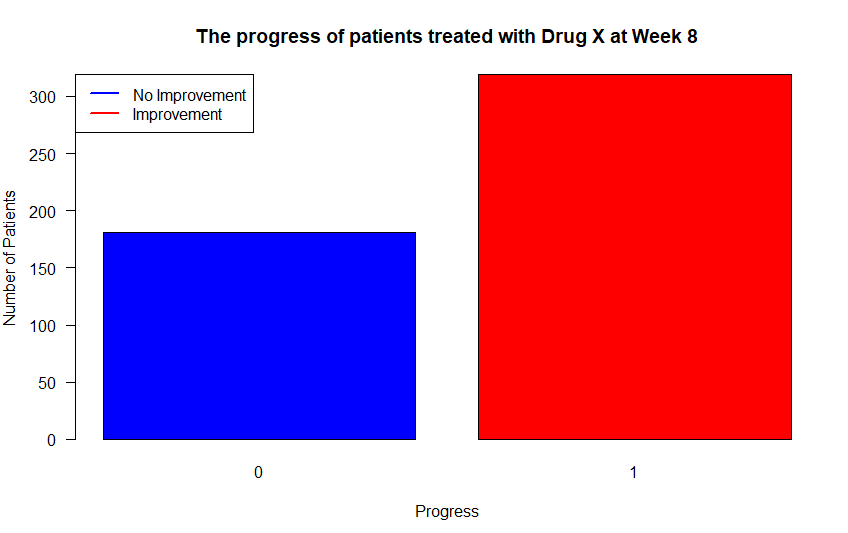 The progress of patients treated with Drug X at Week 8
No Improvement
Improvement
300
250
200
150
100
50
0
Number of Patients
0 1
Progress